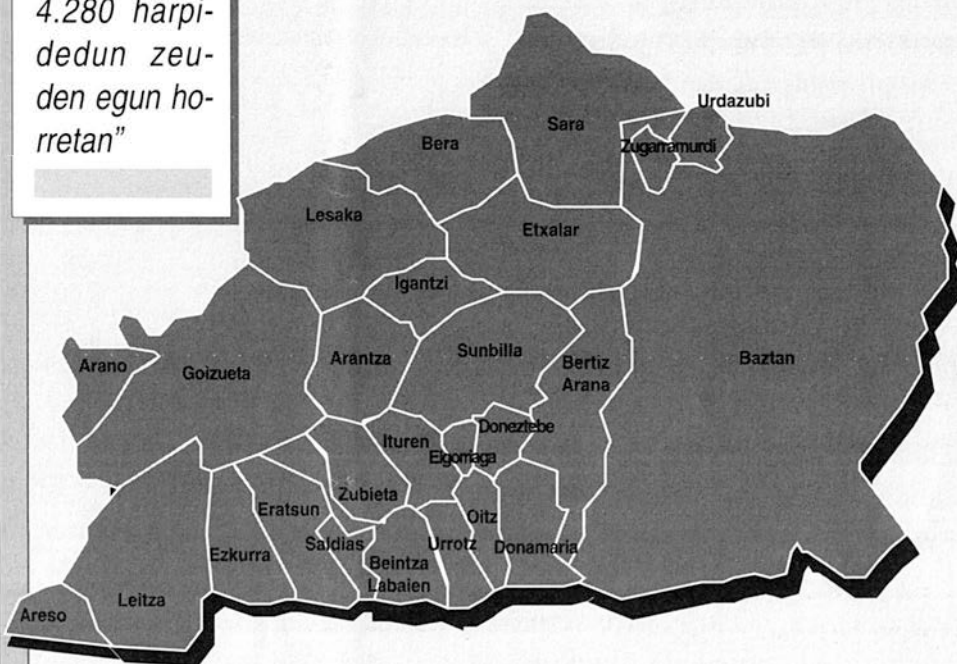 4.280 harpi-
dedun zeu-
den egun ho-
rretan”
Urdazubi
Sara
Bera
Zugarramurdi
Lesaka
Etxalar
Igantzi
Arano
Goizueta
Arantza
Sunbilla
Bertiz
Arana
Baztan
Doneztebe
Ituren
Elgorriaga
Zubieta
Eratsun
Oitz
Saldias
Urrotz
Donamaria
Ezkurra
Beintza
Labaien
Leitza
Areso